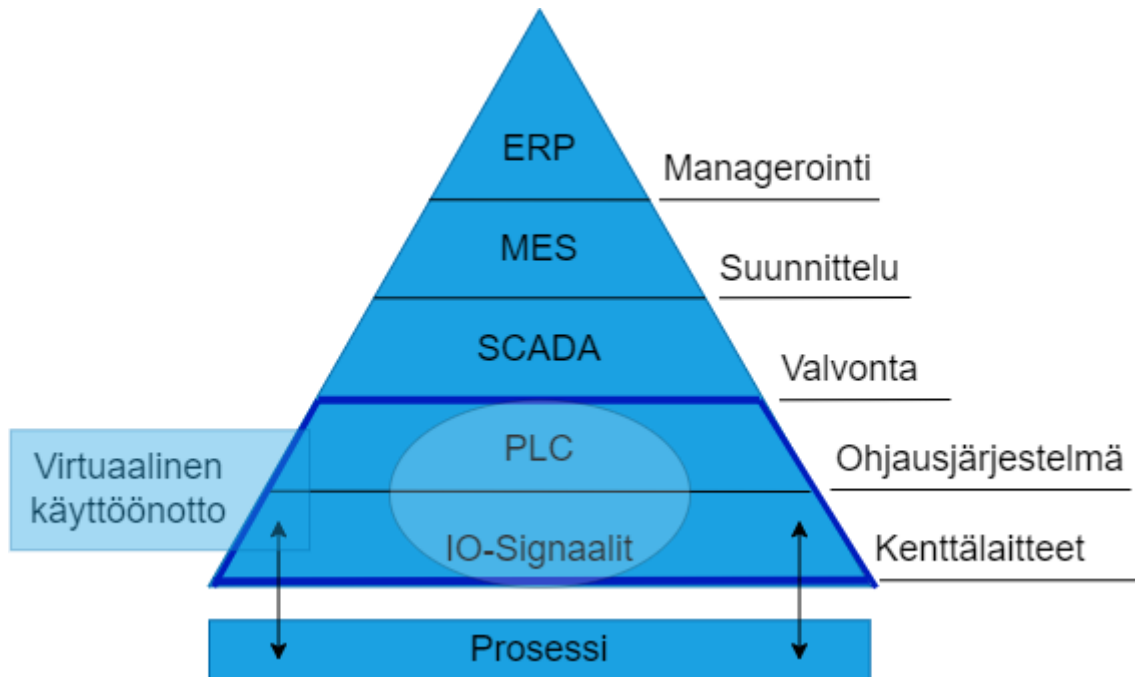 ERP
Managerointi
MES
Suunnittelu
SCADA
Valvonta
PLC
Ohjausjärjestelmä
Virtuaalinen
käyttöönotto
IO-Signaalit
Kenttälaitteet
Prosessi